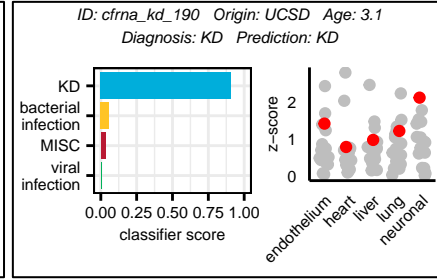 ID: cfrna_kd_190 Origin: UCSD Age: 3.1
Diagnosis: KD Prediction: KD
KD
bacterial
infection
MISC
viral
infection
0.00 0.25 0.50 0.75 1.00
classifier score
z-score
2
1
0
endothelium
heart
liver
lung
neuronal